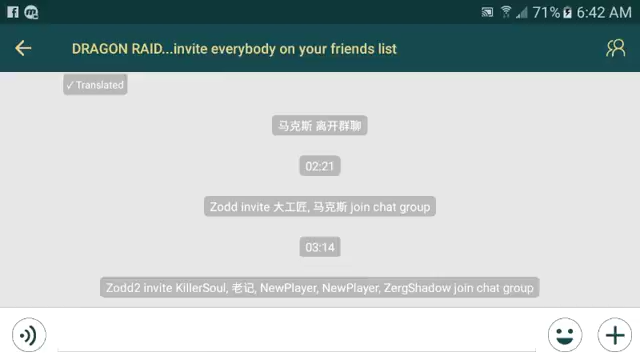 71% 6:42 AM
DRAGON RAID...invite everybody on your friends list
✓ Translated
马克斯 离开群聊
02:21
Zodd invite 大工匠, 马克斯 join chat group
03:14
Zodd2 invite KillerSoul, 老记, NewPlayer, NewPlayer, ZergShadow join chat group